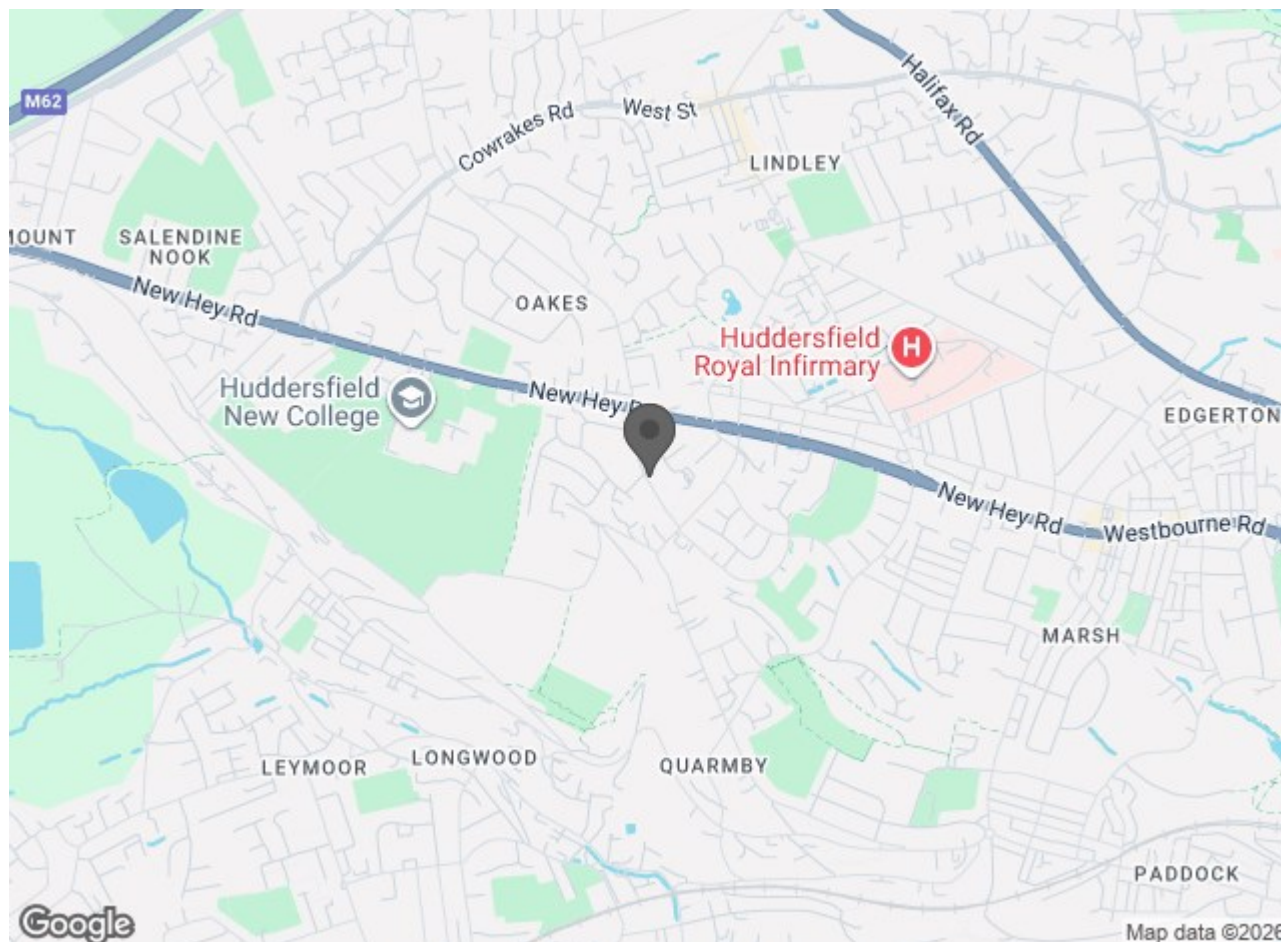 M62
Cowrakes Rd
West St
Halifax Rd
LINDLEY
MOUNT
SALENDINE
NOOK
New Hey Rd
OAKES
Huddersfield
Royal Infirmary
H
Huddersfield
New College
New Hey R
EDGERTON
New Hey Rd
Westbourne Rd
MARSH
LEYMOOR
LONGWOOD
QUARMBY
PADDOCK
Google
Map data ©2026